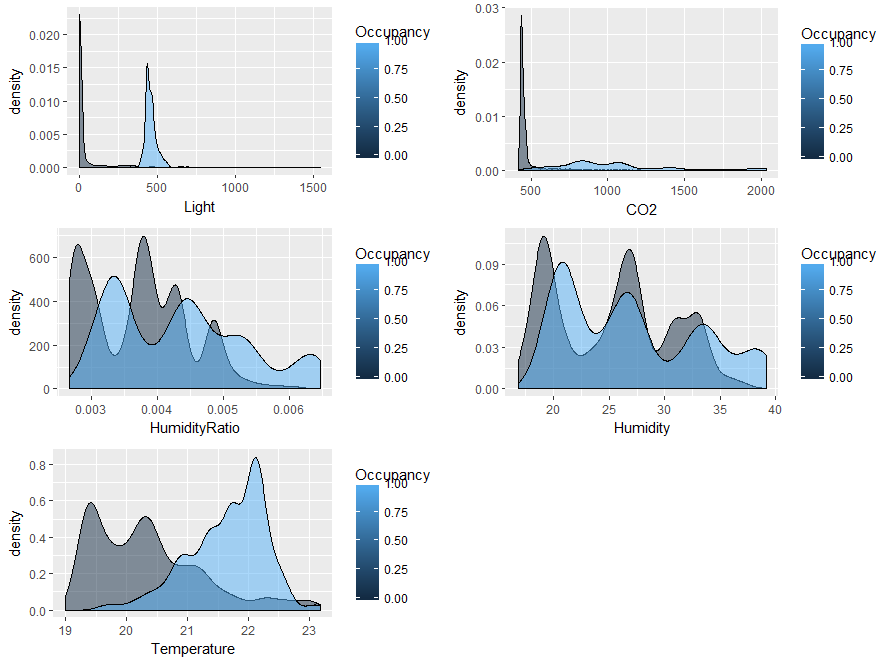 density
0.020
0.015
0.010
0.005
0.000
0 500 1000 1500
Light
Occupancy
1.00
0.75
0.50
0.25
0.00
density
0.03
0.02
0.01
0.00
500 1000 1500 2000
CO2
Occupancy
1.00
0.75
0.50
0.25
0.00
density
600
400
200
0
0.003 0.004 0.005 0.006
HumidityRatio
Occupancy
1.00
0.75
0.50
0.25
0.00
density
0.09
0.06
0.03
0.00
20 25 30 35 40
Humidity
Occupancy
1.00
0.75
0.50
0.25
0.00
density
0.8
0.6
0.4
0.2
0.0
19 20 21 22 23
Temperature
Occupancy
1.00
0.75
0.50
0.25
0.00